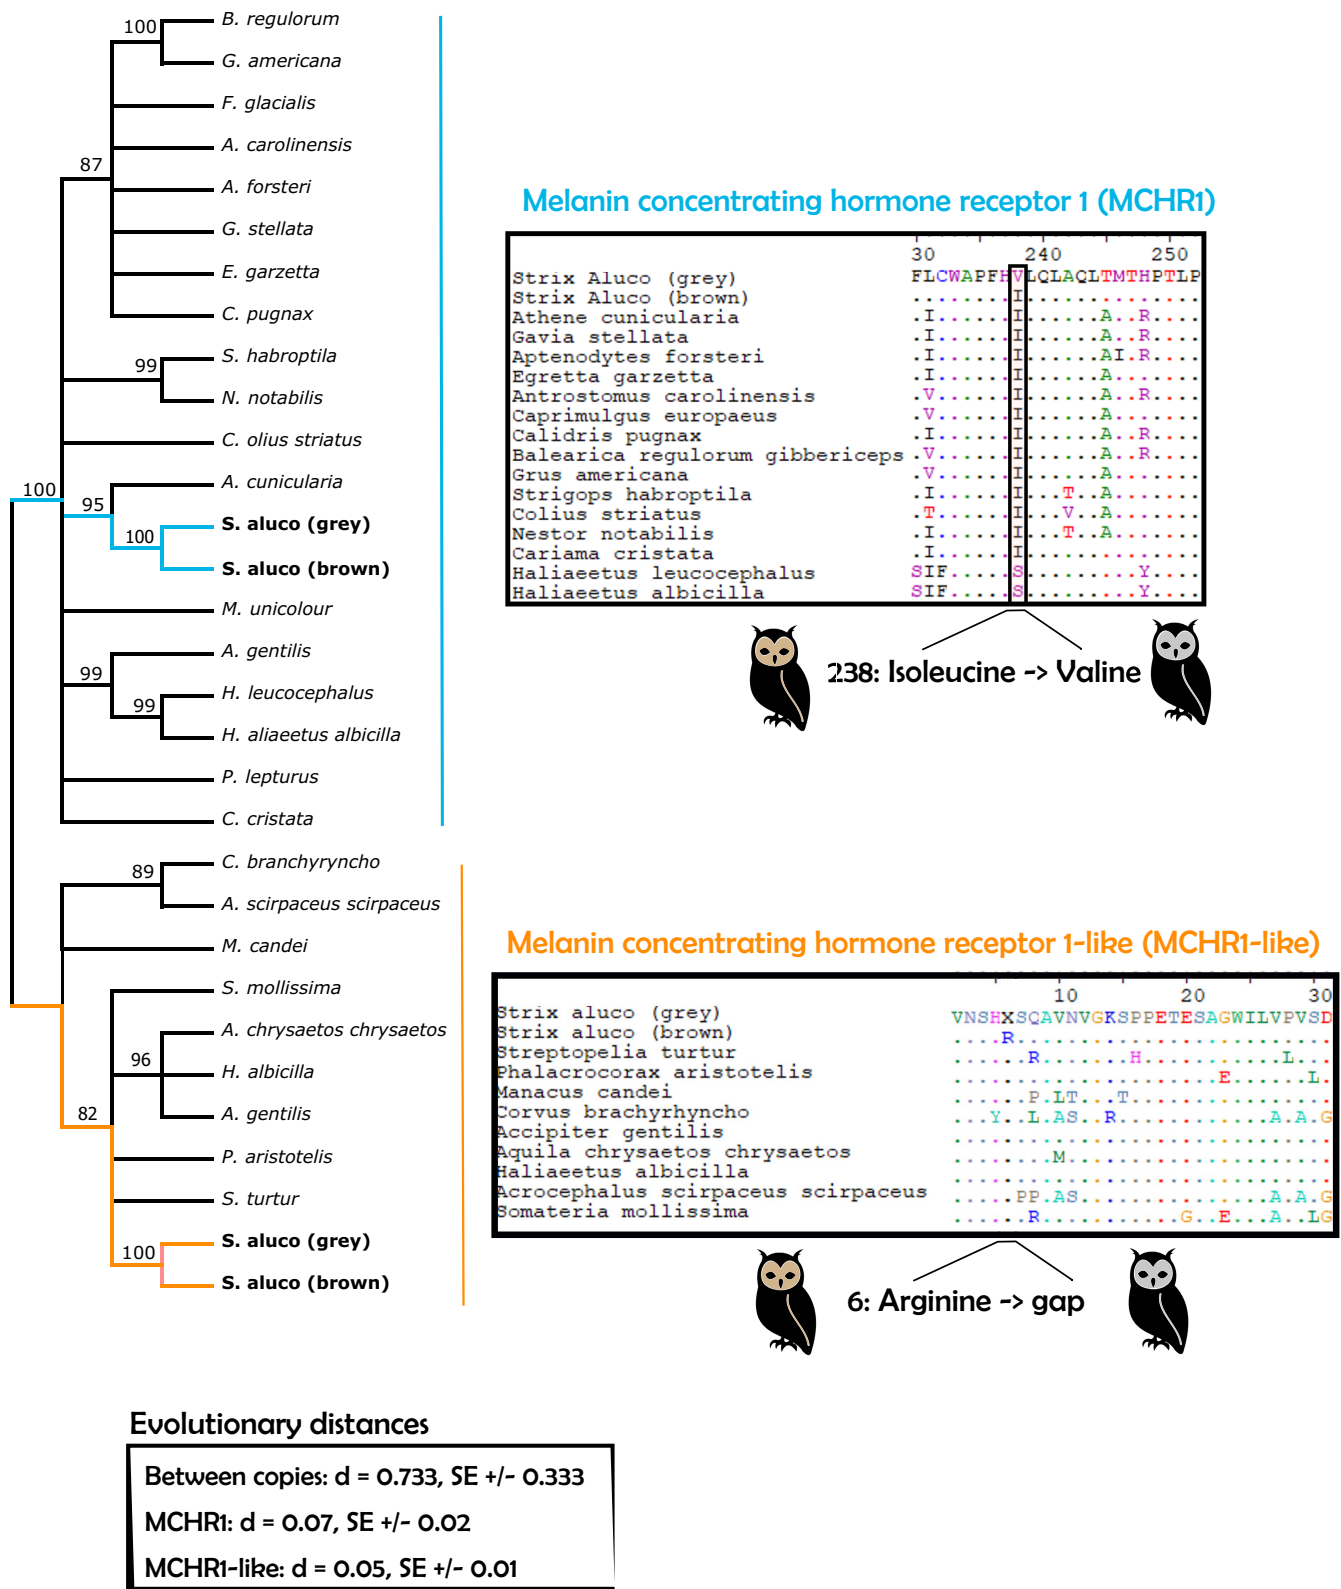 B. regulorum
100
G. americana
F. glacialis
A. carolinensis
87
A. forsteri
G. stellata
E. garzetta
C. pugnax
S. habroptila
99
N. notabilis
C. olius striatus
A. cunicularia
100
95
S. aluco (grey)
100
S. aluco (brown)
M. unicolour
A. gentilis
99
H. leucocephalus
99
H. aliaeetus albicilla
P. lepturus
C. cristata
C. branchyryncho
89
A. scirpaceus scirpaceus
M. candei
S. mollissima
A. chrysaetos chrysaetos
96
H. albicilla
A. gentilis
82
P. aristotelis
S. turtur
S. aluco (grey)
100
S. aluco (brown)
Melanin concentrating hormone receptor 1 (MCHR1)
30 240 250
Strix Aluco (grey) FLCWAPFHVLQLAQLTMTHPTLP
Strix Aluco (brown) ........I..............
Athene cunicularia .I......I......A..R....
Gavia stellata .I......I......A..R....
Aptenodytes forsteri .I......I......AI.R....
Egretta garzetta .I......I......A.......
Antrostomus carolinensis .V......I......A..R....
Caprimulgus europaeus .V......I......A.......
Calidris pugnax .I......I......A..R....
Balearica regulorum gibbericeps .V......I......A..R....
Grus americana .V......I......A.......
Strigops habroptila .I......I...T..A.......
Colius striatus .T......I...V..A.......
Nestor notabilis .I......I...T..A.......
Cariama cristata .I......I..............
Haliaeetus leucocephalus SIF.....S.........Y....
Haliaeetus albicilla SIF.....S.........Y....
238: Isoleucine -> Valine
Melanin concentrating hormone receptor 1-like (MCHR1-like)
10 20 30
Strix aluco (grey) VNSHXSQAVNVGKSPPETESAGWILVPVSD
Strix aluco (brown) ....R.........................
Streptopelia turtur ......R.......H...........L...
Phalacrocorax aristotelis .....................E......L.
Manacus candei ......P.LT...T................
Corvus brachyrhyncho ...Y..L.AS..R............A.A.G
Accipiter gentilis ..............................
Aquila chrysaetos chrysaetos ........M.....................
Haliaeetus albicilla ..............................
Acrocephalus scirpaceus scirpaceus .....PP.AS...............A.A.G
Somateria mollissima ......R...........G..E...A..LG
6: Arginine -> gap
Evolutionary distances
Between copies: d = 0.733, SE +/- 0.333
MCHR1: d = 0.07, SE +/- 0.02
MCHR1-like: d = 0.05, SE +/- 0.01